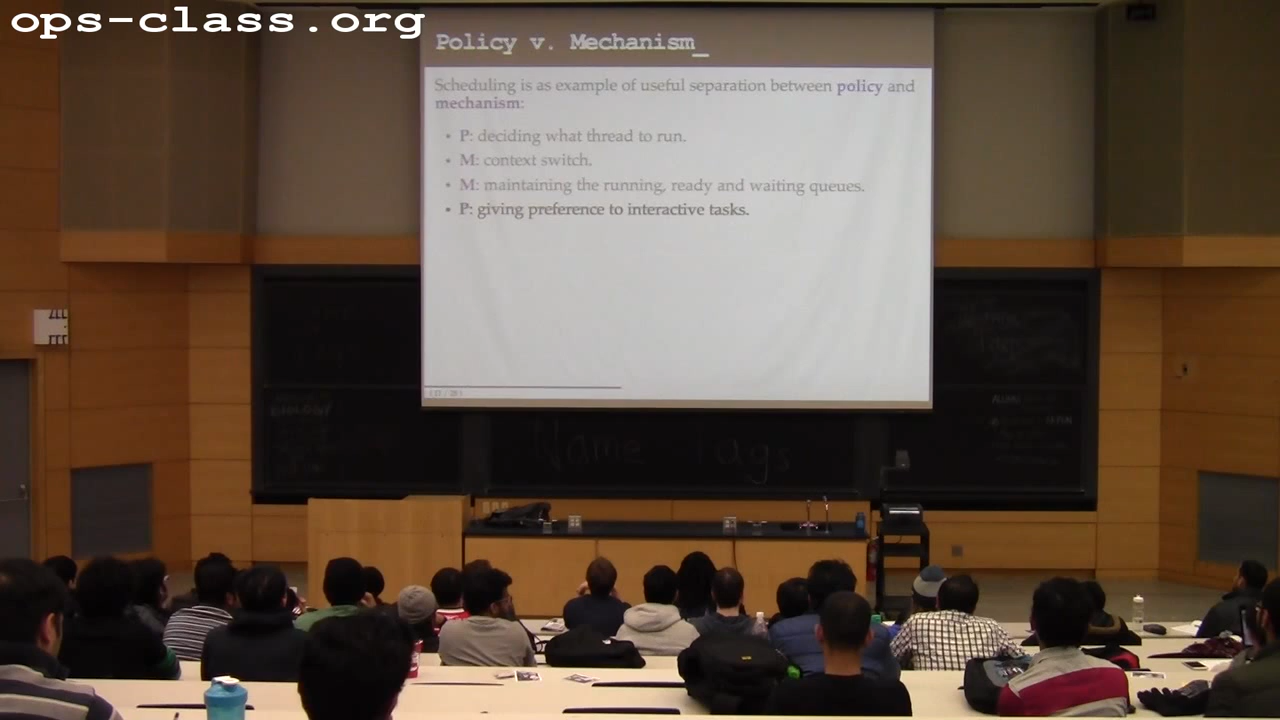 ops-class.org
Policy v. Mechanism_
Scheduling is as example of useful separation between policy and
mechanism:
• P: deciding what thread to run.
• M: context switch.
• M: maintaining the running, ready and waiting queues.
• P: giving preference to interactive tasks.
BIOLOGY
Name Tags